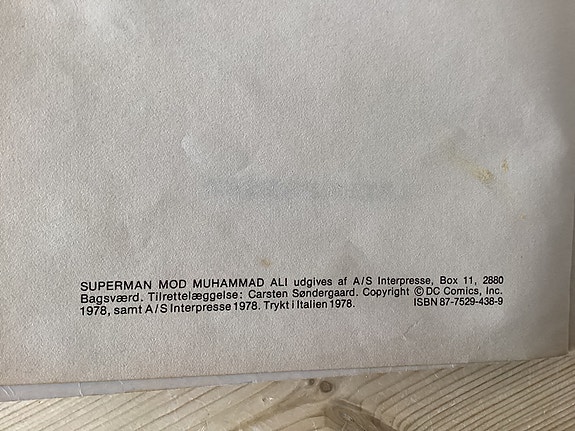 SUPERMAN MOD MUHAMMAD ALI udgives af A/S Interpresse, Box 11, 2880
Bagsværd. Tilrettelæggelse: Carsten Søndergaard. Copyright © DC Comics, Inc.
1978, samt A/S Interpresse 1978. Trykt i Italien 1978. ISBN 87-7529-438-9